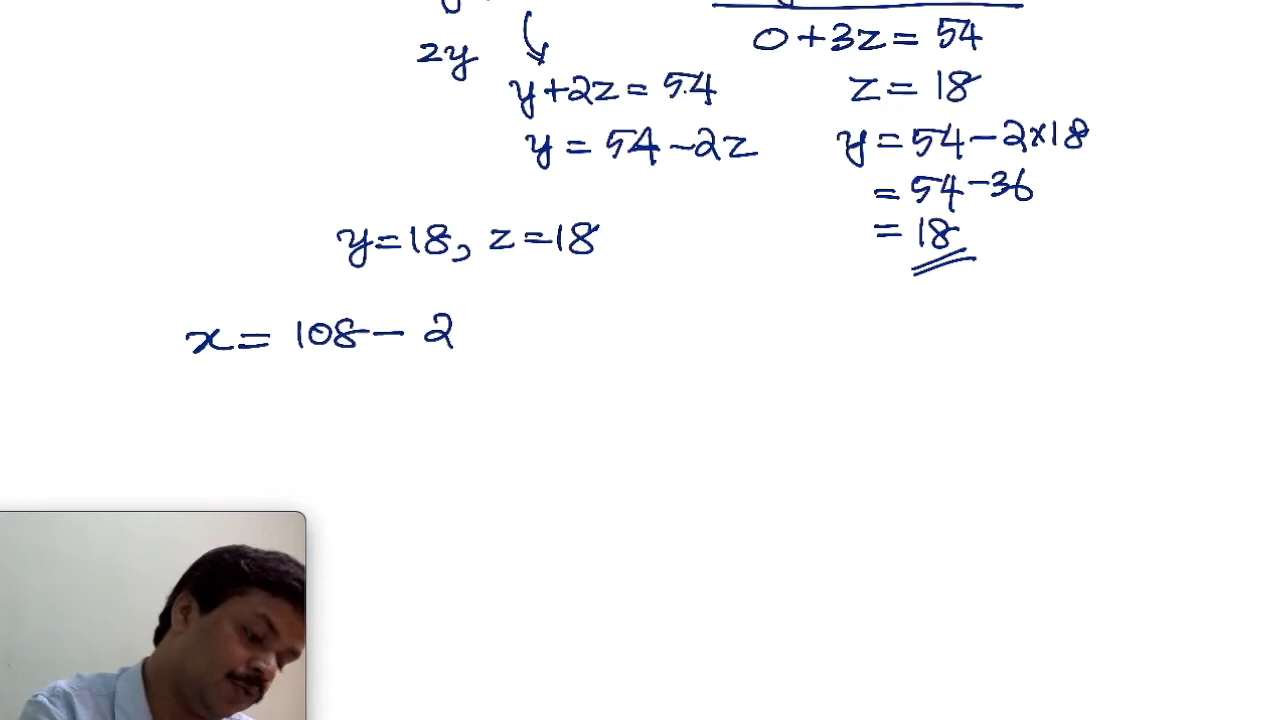 2y
y+2z=54
y=54-2z
0+3z=54
z=18
y=54-2×18
=54-36
=18
y=18, z=18
x=108-2